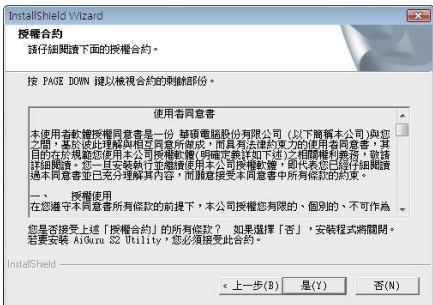 InstallShield Wizard
授權合約
請仔細閱讀下面的授權合約。
按 PAGE DOWN 鍵以檢視合約的剩餘部份。
使用者同意書
本使用者軟體授權同意書是一份 華碩電腦股份有限公司 (以下簡稱本公司)與您
之間，基於彼此理解與相互同意所做成，而具有法律約束力的使用者同意書，其
目的在於規範您使用本公司授權軟體(明確定義詳如下述)之相關權利義務，敬請
詳細閱讀。您一旦安裝執行並繼續使用本公司授權軟體，即代表您已經仔細閱讀
過本同意書並已充分理解其內容，而願意接受本同意書中所有條款的約束。
一、 授權使用
在您遵守本同意書所有條款的前提下，本公司授權您有限的、個別的、不可作為
您是否接受上述「授權合約」的所有條款？ 如果選擇「否」，安裝程式將關閉。
若要安裝 AiGuru S2 Utility，您必須接受此合約。
InstallShield
< 上一步(B)
是(Y)
否(N)